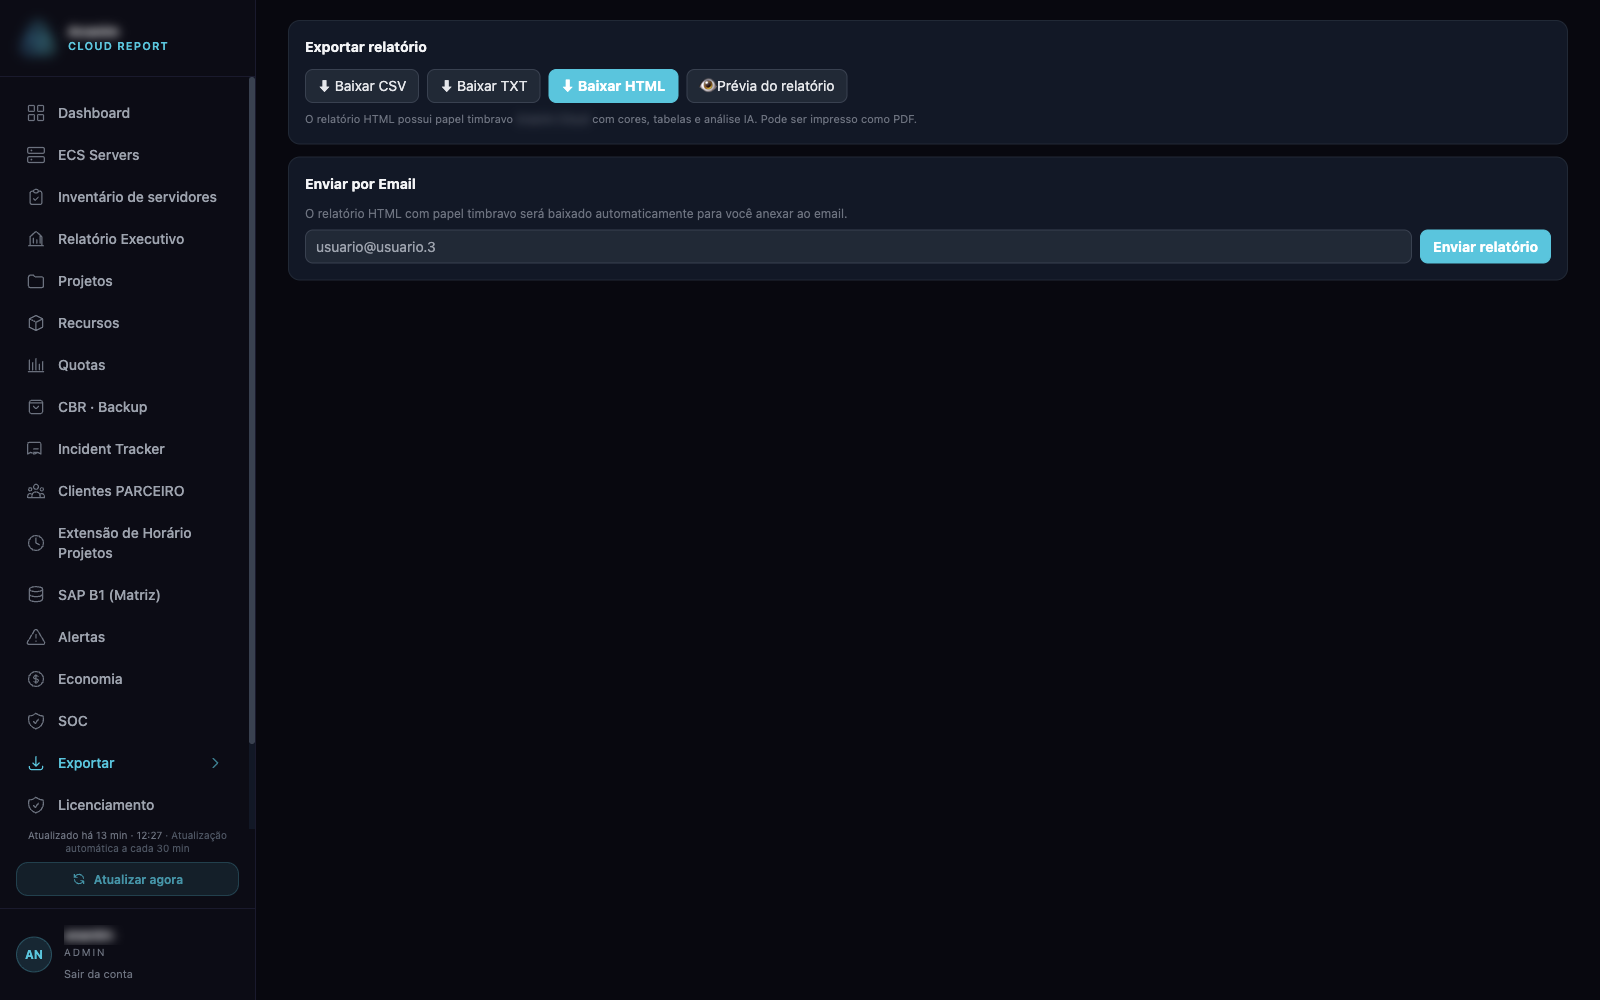 CLOUD REPORT
Dashboard
ECS Servers
Inventário de servidores
Relatório Executivo
Projetos
Recursos
Quotas
CBR · Backup
Incident Tracker
Clientes PARCEIRO
Extensão de Horário
Projetos
SAP B1 (Matriz)
Alertas
Economia
SOC
Exportar
Licenciamento
Atualizado há 13 min · 12:27 · Atualização
automática a cada 30 min
Atualizar agora
AN
ADMIN
Sair da conta
Exportar relatório
⬇ Baixar CSV
⬇ Baixar TXT
⬇ Baixar HTML
👁️Prévia do relatório
O relatório HTML possui papel timbravo com cores, tabelas e análise IA. Pode ser impresso como PDF.
Enviar por Email
O relatório HTML com papel timbravo será baixado automaticamente para você anexar ao email.
usuario@usuario.3
Enviar relatório